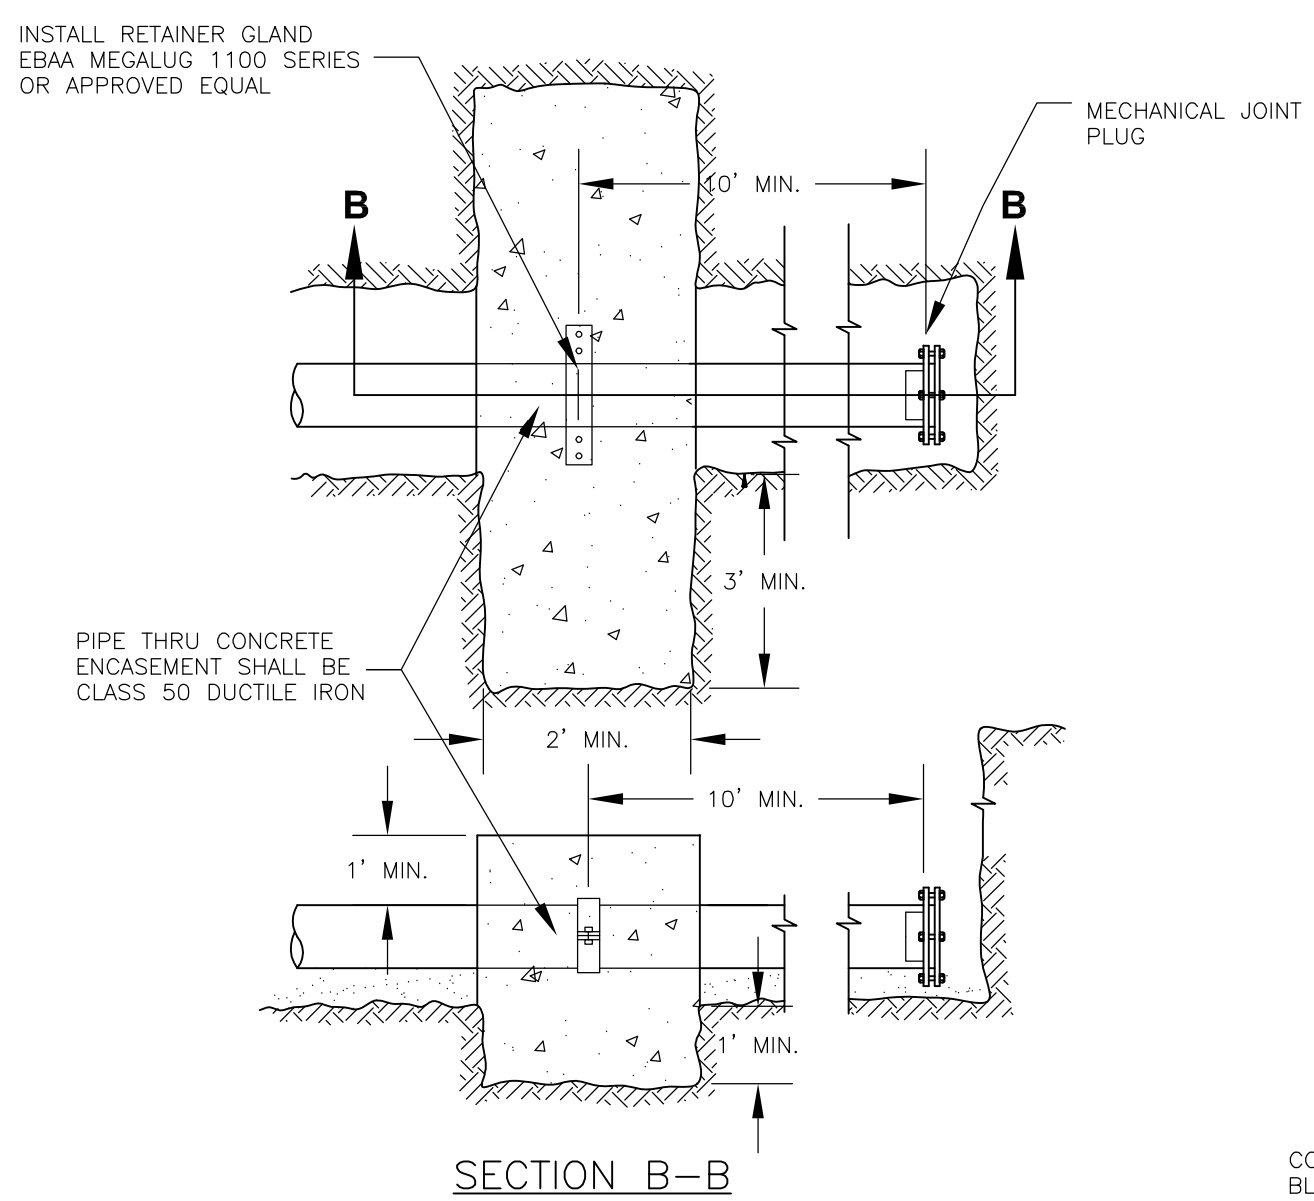 INSTALL RETAINER GLAND
EBAA MEGALUG 1100 SERIES
OR APPROVED EQUAL
MECHANICAL JOINT
PLUG
10' MIN.
B
B
3' MIN.
PIPE THRU CONCRETE
ENCASEMENT SHALL BE
CLASS 50 DUCTILE IRON
2' MIN.
10' MIN.
1' MIN.
1' MIN.
SECTION B-B